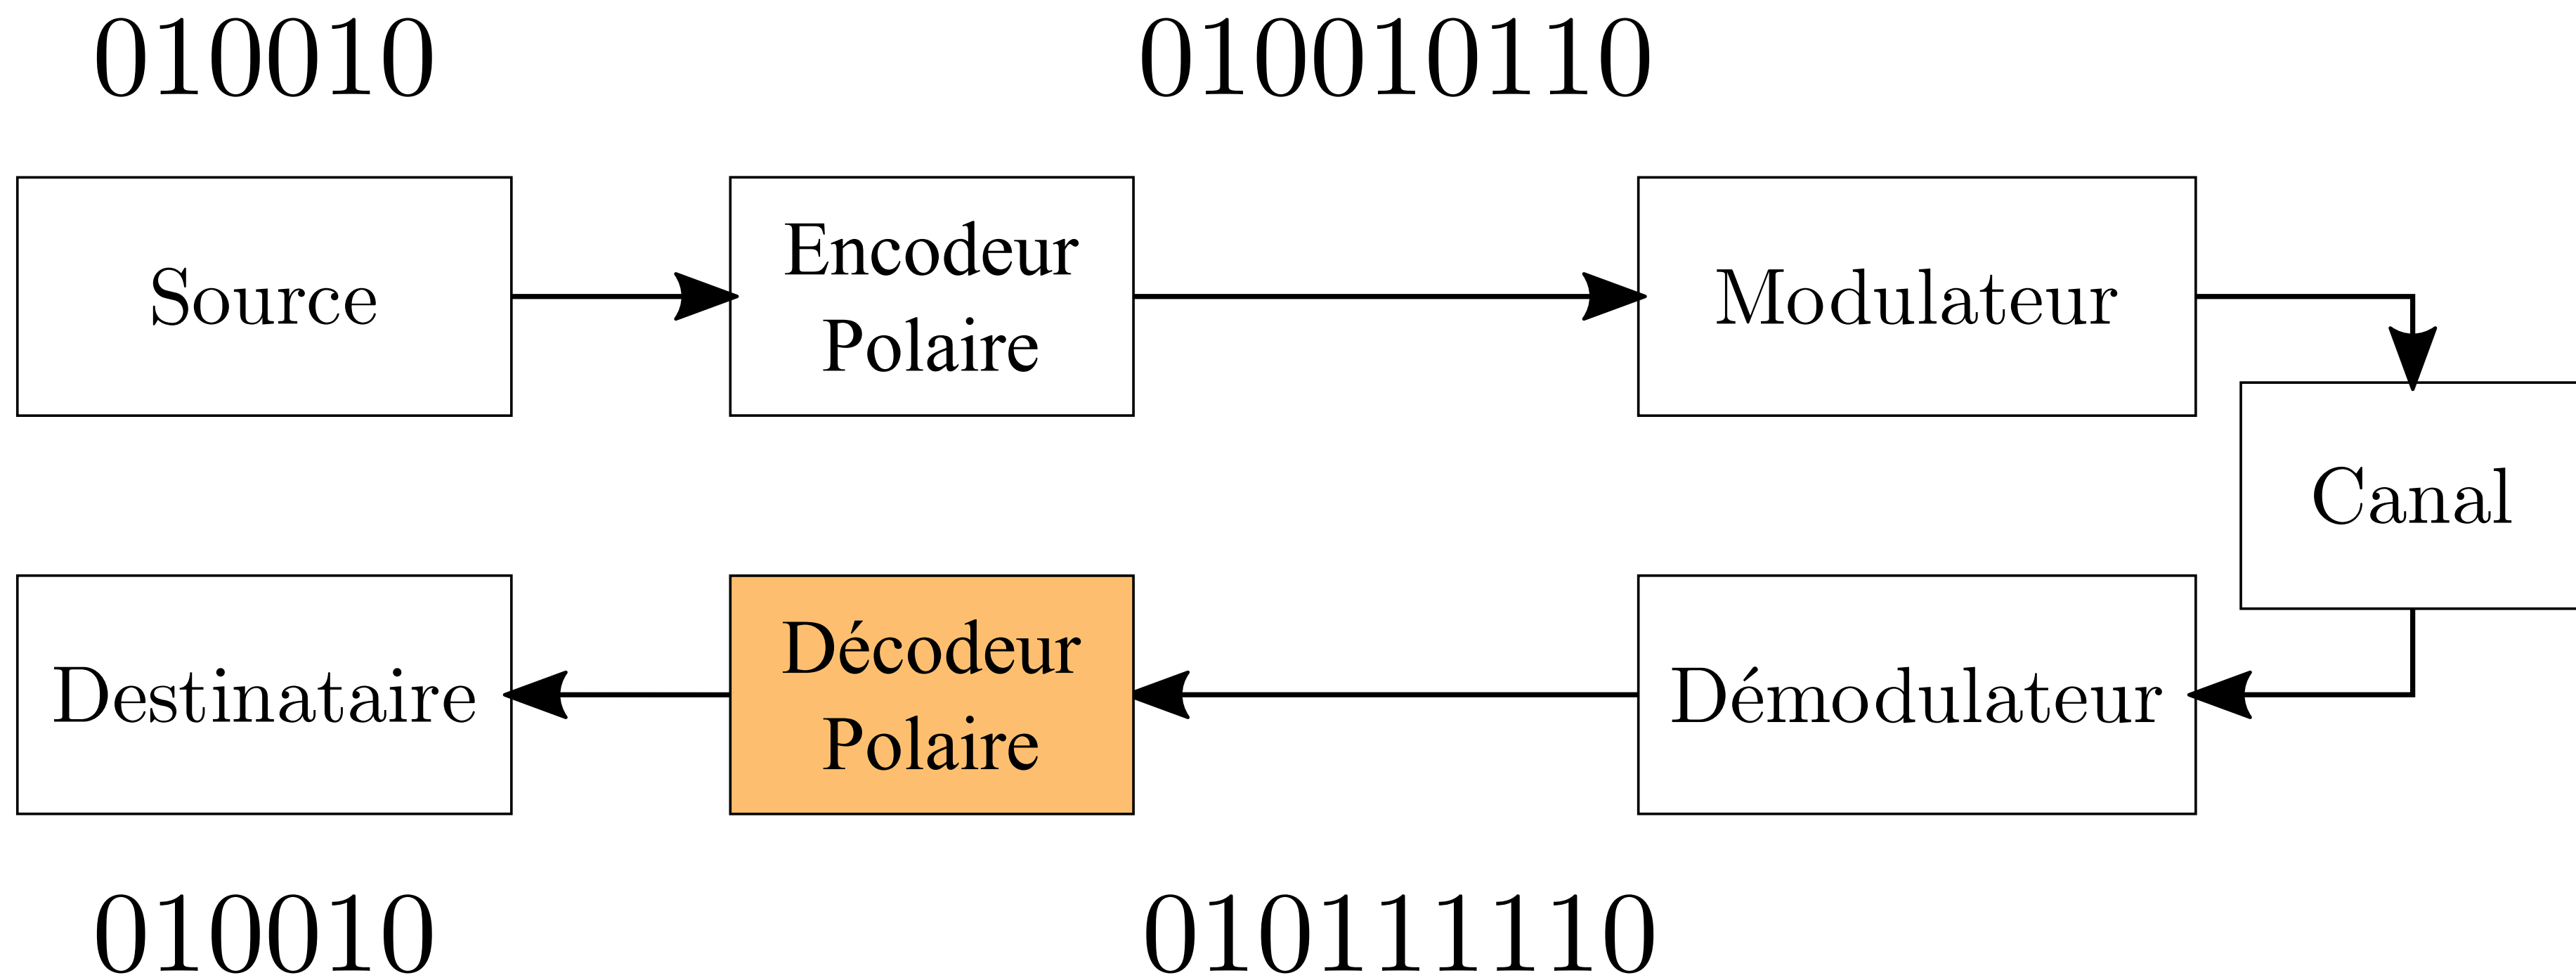 010010
010010110
Source
Encodeur
Polaire
Modulateur
Canal
Destinataire
Décodeur
Polaire
Démodulateur
010010
010111110